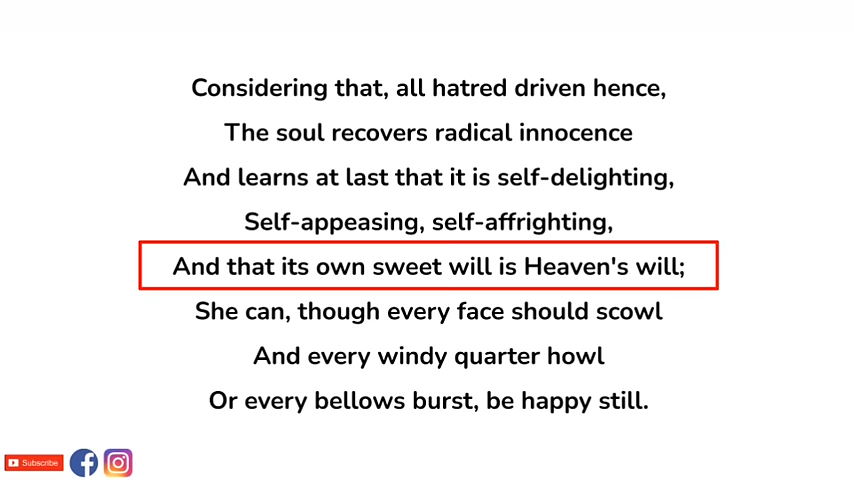 Considering that, all hatred driven hence,
The soul recovers radical innocence
And learns at last that it is self-delighting,
Self-appeasing, self-affrighting,
And that its own sweet will is Heaven's will;
She can, though every face should scowl
And every windy quarter howl
Or every bellows burst, be happy still.
Subscribe